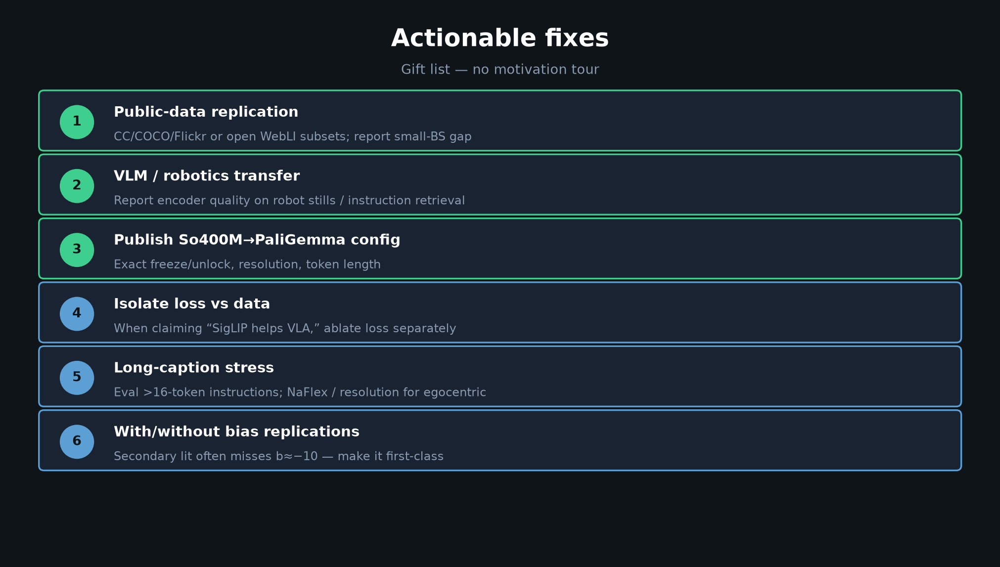 Actionable fixes
Gift list — no motivation tour
1
Public-data replication
CC/COCO/Flickr or open WebLI subsets; report small-BS gap
2
VLM / robotics transfer
Report encoder quality on robot stills / instruction retrieval
3
Publish So400M→PaliGemma config
Exact freeze/unlock, resolution, token length
4
Isolate loss vs data
When claiming “SigLIP helps VLA,” ablate loss separately
5
Long-caption stress
Eval >16-token instructions; NaFlex / resolution for egocentric
6
With/without bias replications
Secondary lit often misses b≈−10 — make it first-class